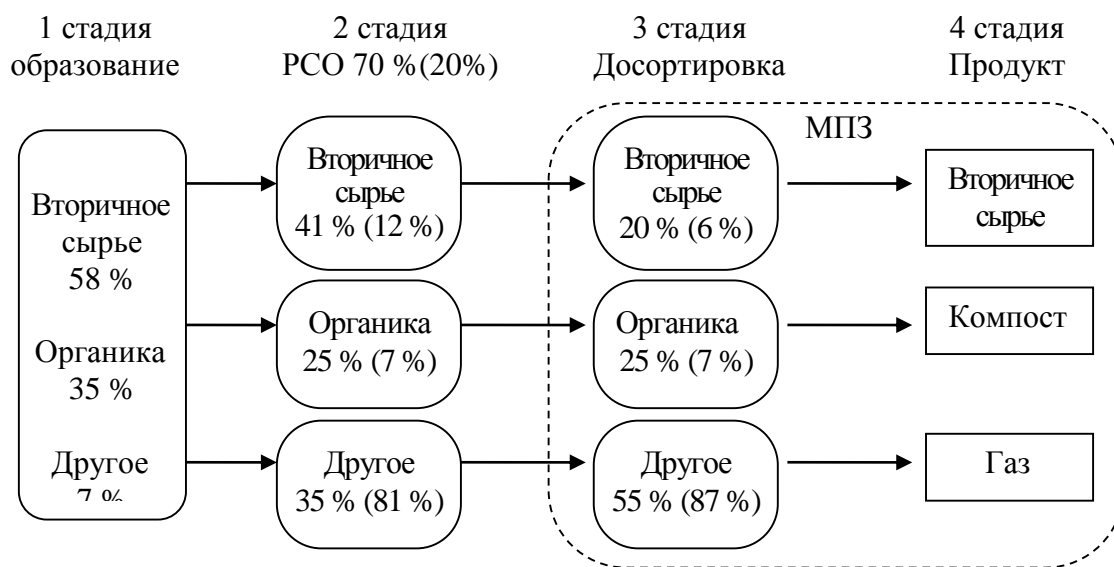 1 стадия
образование
2 стадия
РСО 70 %(20%)
3 стадия
Досортировка
4 стадия
Продукт
МПЗ
Вторичное
сырье
58 %
Органика
35 %
Другое
7 %
Вторичное
сырье
41 % (12 %)
Органика
25 % (7 %)
Другое
35 % (81 %)
Вторичное
сырье
20 % (6 %)
Органика
25 % (7 %)
Другое
55 % (87 %)
Вторичное
сырье
Компост
Газ